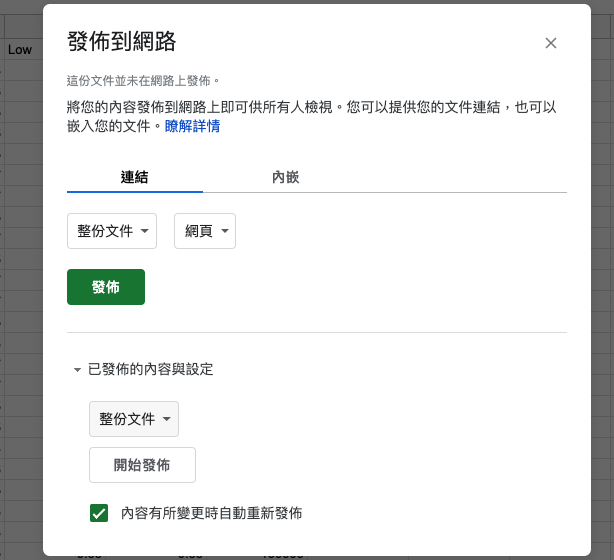 發佈到網路
Low
這份文件並未在網路上發佈。
將您的內容發佈到網路上即可供所有人檢視。您可以提供您的文件連結，也可以
嵌入您的文件。瞭解詳情
連結
內嵌
整份文件
網頁
發佈
已發佈的內容與設定
整份文件
開始發佈
內容有所變更時自動重新發佈